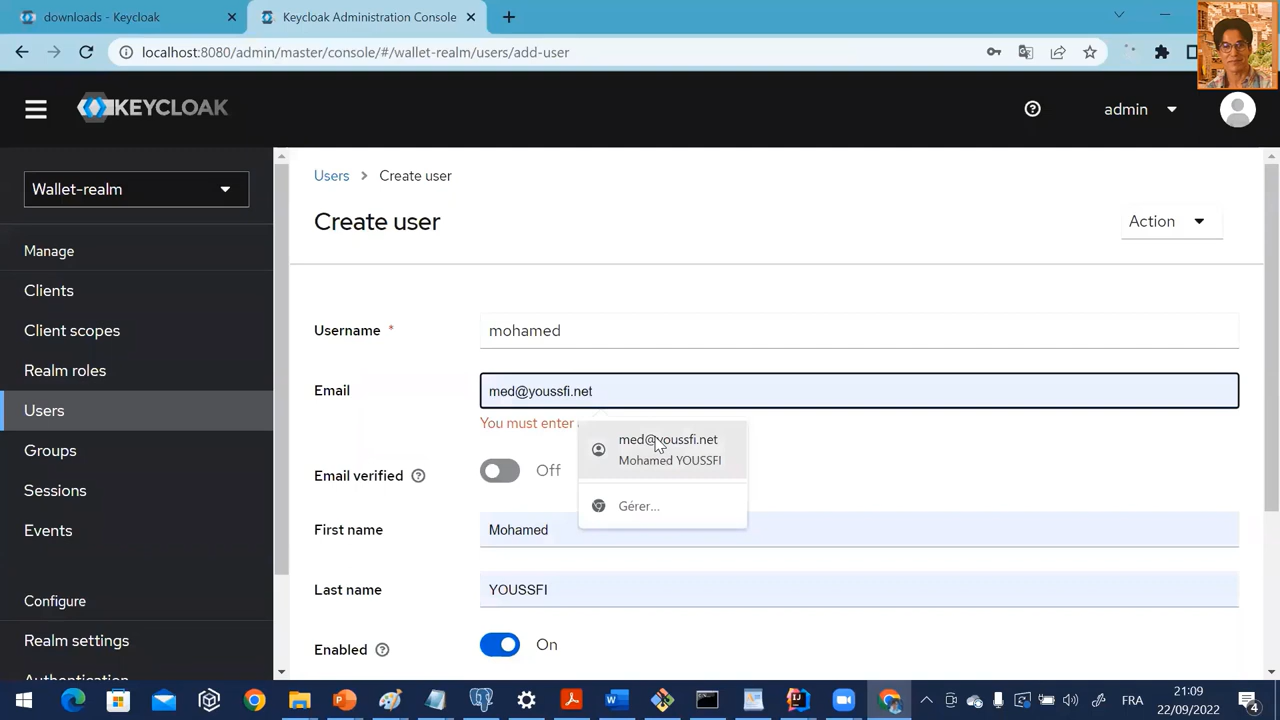 downloads - Keycloak
Keycloak Administration Console
localhost:8080/admin/master/console/#/wallet-realm/users/add-user
KEYCLOAK
admin
Wallet-realm
Manage
Clients
Client scopes
Realm roles
Users
Groups
Sessions
Events
Configure
Realm settings
Authentication
Users > Create user
Create user
Action
Username *
mohamed
Email
med@youssfi.net
You must enter
med@youssfi.net
Mohamed YOUSSFI
Gérer...
Email verified
Off
First name
Mohamed
Last name
YOUSSFI
Enabled
On
FRA
21:09
22/09/2022
4